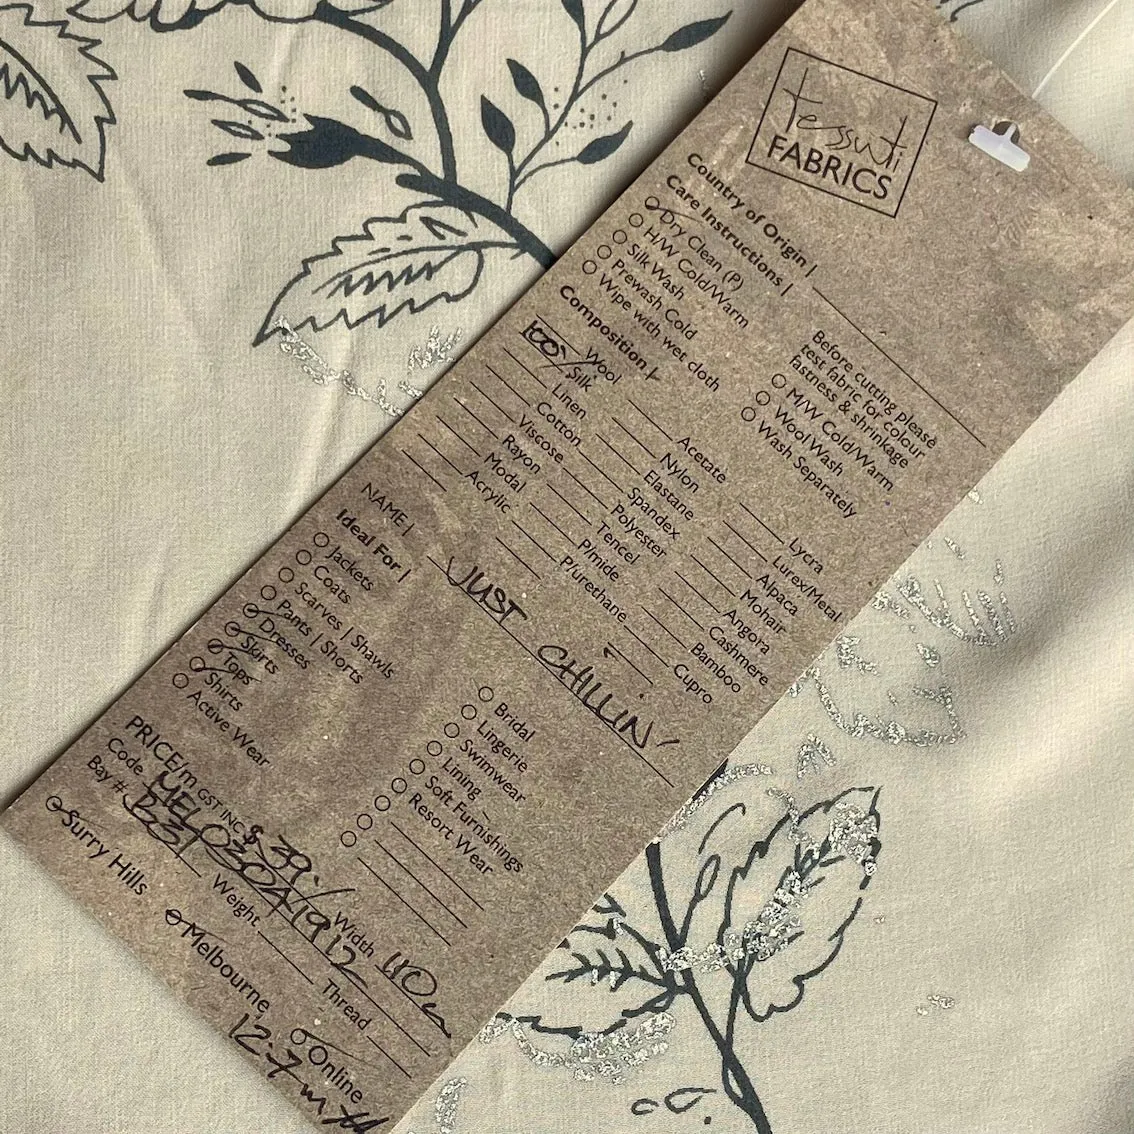 tessuti
FABRICS
Country of Origin |
Care Instructions |
Dry Clean (P)
H/W Cold/Warm
Silk Wash
Prewash Cold
Wipe with wet cloth
Before cutting please
test fabric for colour
fastness & shrinkage
M/W Cold/Warm
Wool Wash
Wash Separately
Composition |
Wool
100% Silk
Linen
Cotton
Viscose
Rayon
Modal
Acrylic
Acetate
Nylon
Elastane
Spandex
Polyester
Tencel
P/mide
P/urethane
Lycra
Lurex/Metal
Alpaca
Mohair
Angora
Cashmere
Bamboo
Cupro
NAME | JUST CHILLIN'
Ideal For |
Jackets
Coats
Scarves | Shawls
Pants | Shorts
Dresses
Skirts
Tops
Shirts
Active Wear
Bridal
Lingerie
Swimwear
Lining
Soft Furnishings
Resort Wear
PRICE/m GST INC $39.
Width 110c
Code
Bay # B31
Weight
Thread
Surry Hills
Melbourne
Online
12.7m